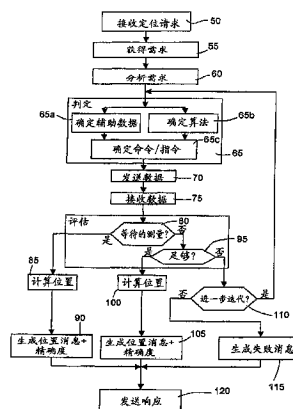 接收定位请求
50
获得需求
55
分析需求
60
判定
65a
确定辅助数据
确定算法
65b
确定命令/指令
65c
65
发送数据
70
接收数据
75
评估
80
等待的测量?
是
否
95
足够?
是
否
85
计算位置
计算位置
100
否
进一步迭代?
是
110
90
生成位置消息+
精确度
生成位置消息+
精确度
105
生成失败消息
115
发送响应
120